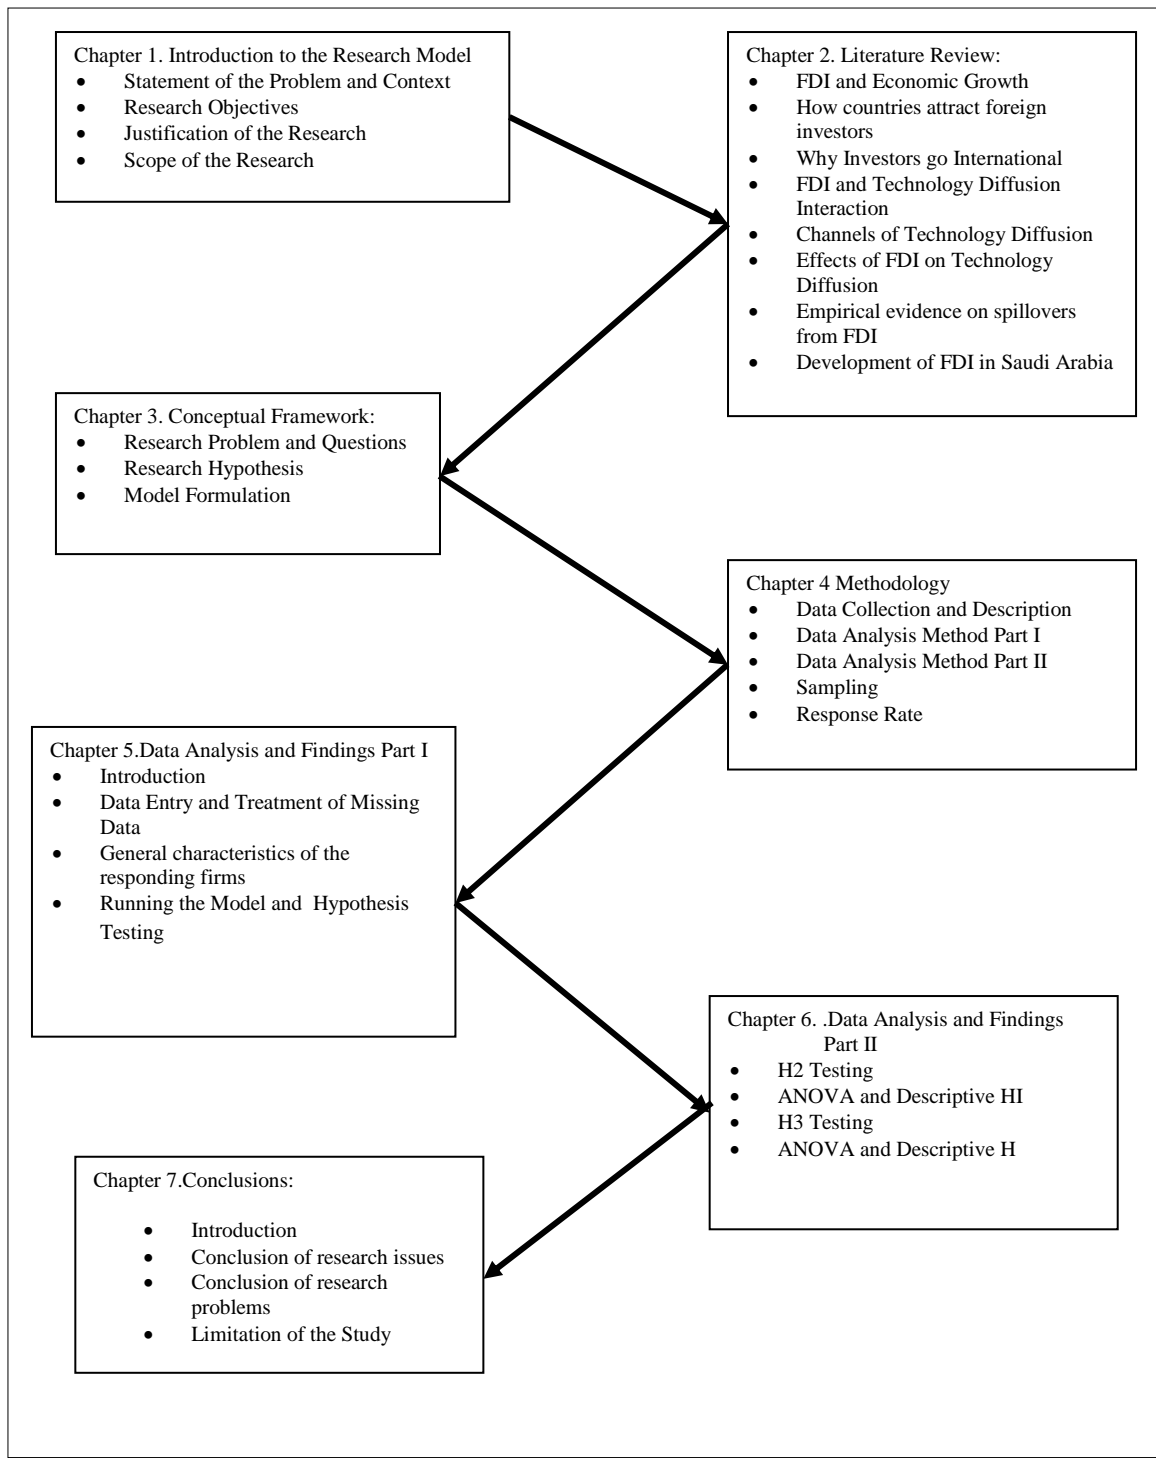 Chapter 1. Introduction to the Research Model
• Statement of the Problem and Context
• Research Objectives
• Justification of the Research
• Scope of the Research
Chapter 2. Literature Review:
• FDI and Economic Growth
• How countries attract foreign
investors
• Why Investors go International
• FDI and Technology Diffusion
Interaction
• Channels of Technology Diffusion
• Effects of FDI on Technology
Diffusion
• Empirical evidence on spillovers
from FDI
• Development of FDI in Saudi Arabia
Chapter 3. Conceptual Framework:
• Research Problem and Questions
• Research Hypothesis
• Model Formulation
Chapter 4 Methodology
• Data Collection and Description
• Data Analysis Method Part I
• Data Analysis Method Part II
• Sampling
• Response Rate
Chapter 5.Data Analysis and Findings Part I
• Introduction
• Data Entry and Treatment of Missing
Data
• General characteristics of the
responding firms
• Running the Model and Hypothesis
Testing
Chapter 6. .Data Analysis and Findings
Part II
• H2 Testing
• ANOVA and Descriptive HI
• H3 Testing
• ANOVA and Descriptive H
Chapter 7.Conclusions:
• Introduction
• Conclusion of research issues
• Conclusion of research
problems
• Limitation of the Study